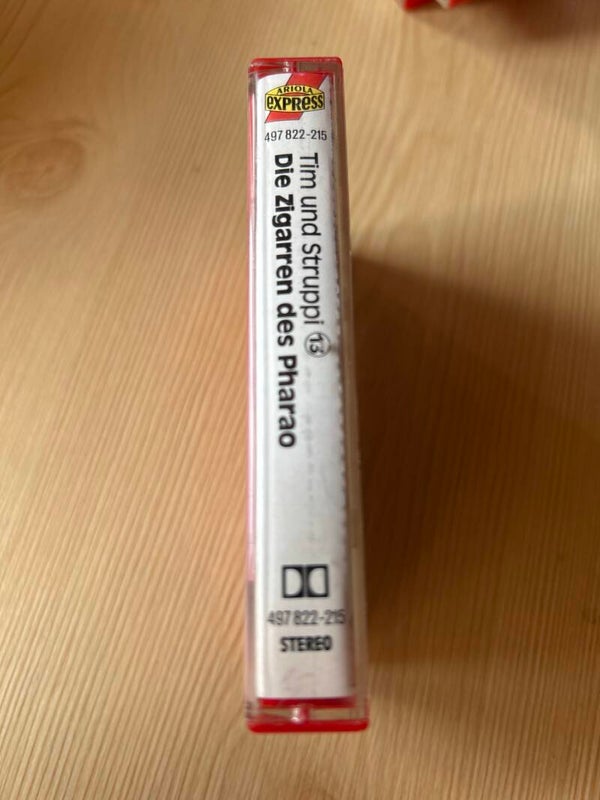 ARIOLA
EXPRESS
497 822-215
Tim und Struppi 13
Die Zigarren des Pharao
497 822-215
STEREO